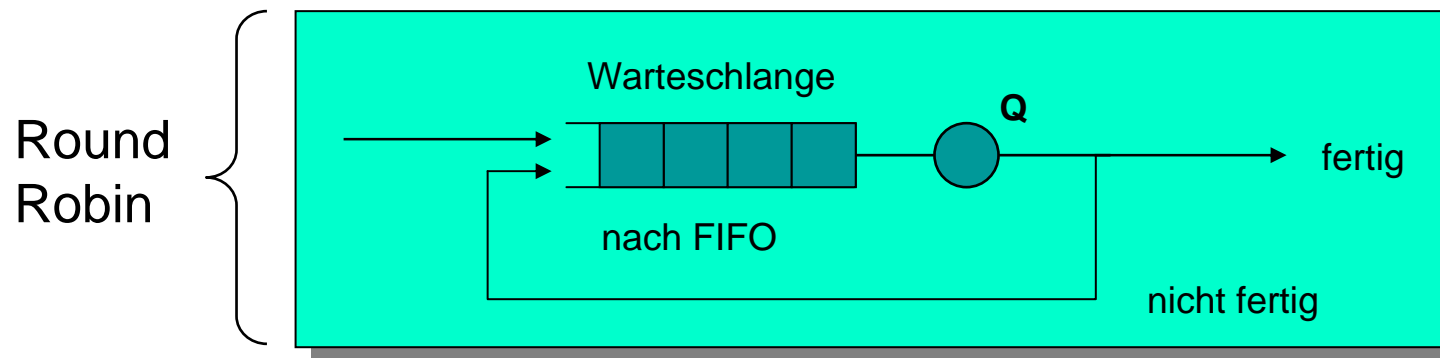 Round
Robin
Warteschlange
Q
nach FIFO
fertig
nicht fertig